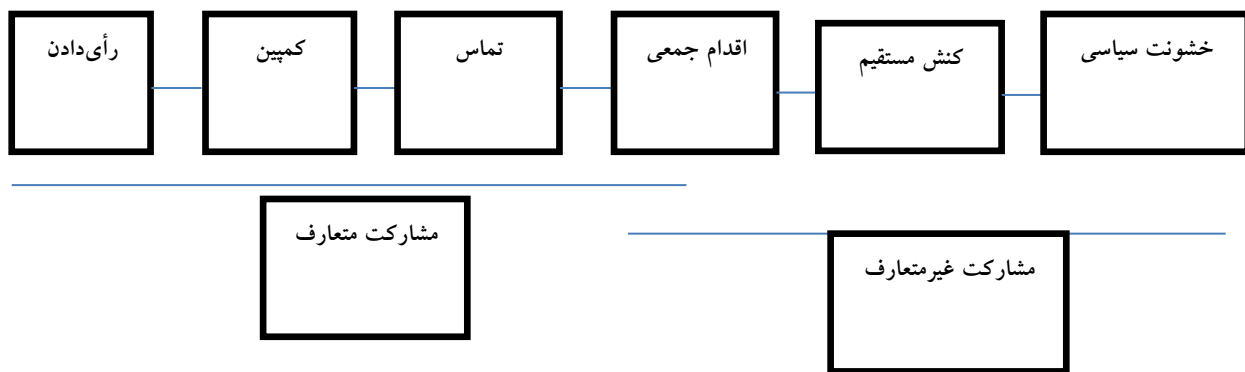 خشونت سیاسی
کنش مستقیم
اقدام جمعی
تماس
کمپین
رأی‌دادن
مشارکت متعارف
مشارکت غیرمتعارف